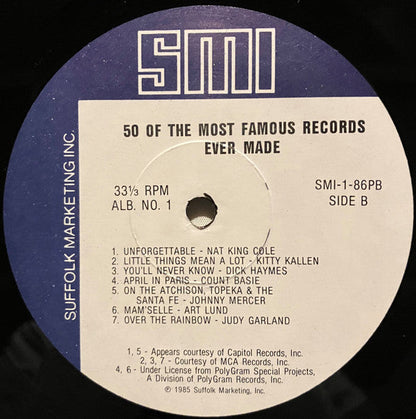 SMI
SUFFOLK MARKETING INC.
50 OF THE MOST FAMOUS RECORDS
EVER MADE
33⅓ RPM
ALB. NO. 1
SMI-1-86PB
SIDE B
1. UNFORGETTABLE - NAT KING COLE
2. LITTLE THINGS MEAN A LOT - KITTY KALLEN
3. YOU'LL NEVER KNOW - DICK HAYMES
4. APRIL IN PARIS - COUNT BASIE
5. ON THE ATCHISON, TOPEKA & THE
SANTA FE - JOHNNY MERCER
6. MAM'SELLE - ART LUND
7. OVER THE RAINBOW - JUDY GARLAND
1, 5 - Appears courtesy of Capitol Records, Inc.
2, 3, 7 - Courtesy of MCA Records, Inc.
4, 6 - Under License from PolyGram Special Projects,
A Division of PolyGram Records, Inc.
℗ 1985 Suffolk Marketing, Inc.